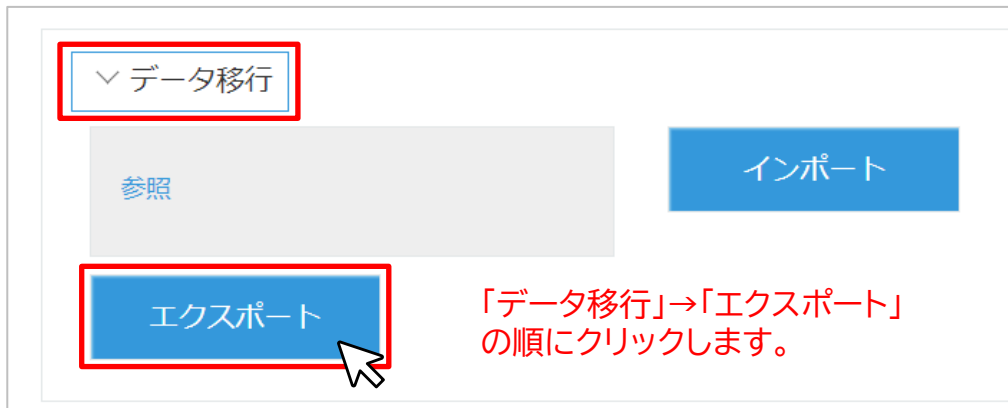 データ移行
参照
インポート
エクスポート
「データ移行」→「エクスポート」
の順にクリックします。